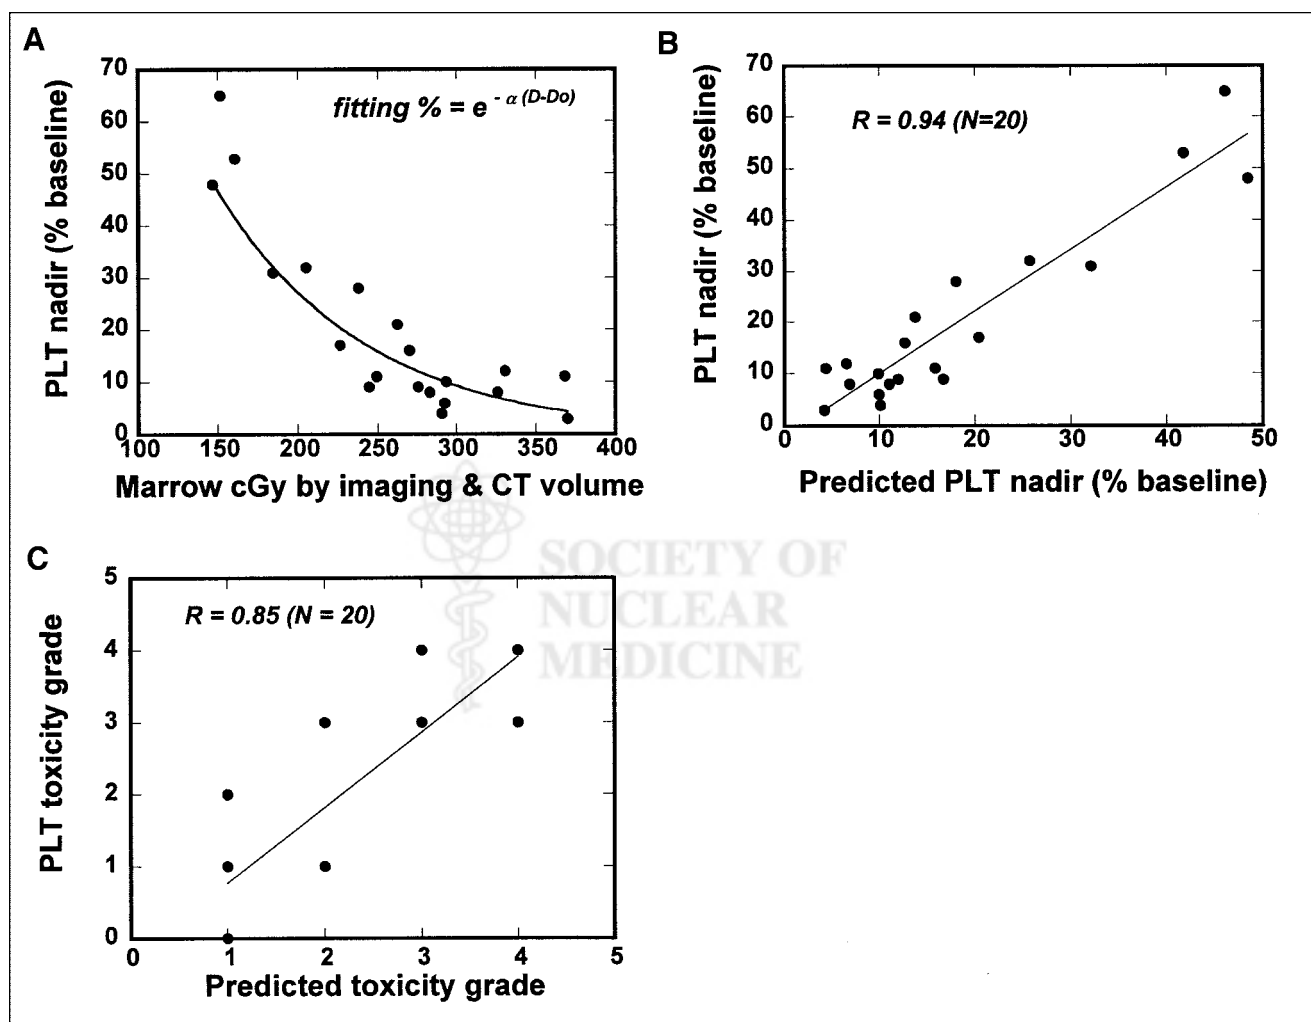 A
PLT nadir (% baseline)
70
60
50
40
30
20
10
0
fitting % = e - α (D-Do)
100 150 200 250 300 350 400
Marrow cGy by imaging & CT volume
B
PLT nadir (% baseline)
70
60
50
40
30
20
10
0
R = 0.94 (N=20)
0 10 20 30 40 50
Predicted PLT nadir (% baseline)
C
PLT toxicity grade
5
4
3
2
1
0
R = 0.85 (N = 20)
0 1 2 3 4 5
Predicted toxicity grade
SOCIETY OF
NUCLEAR
MEDICINE